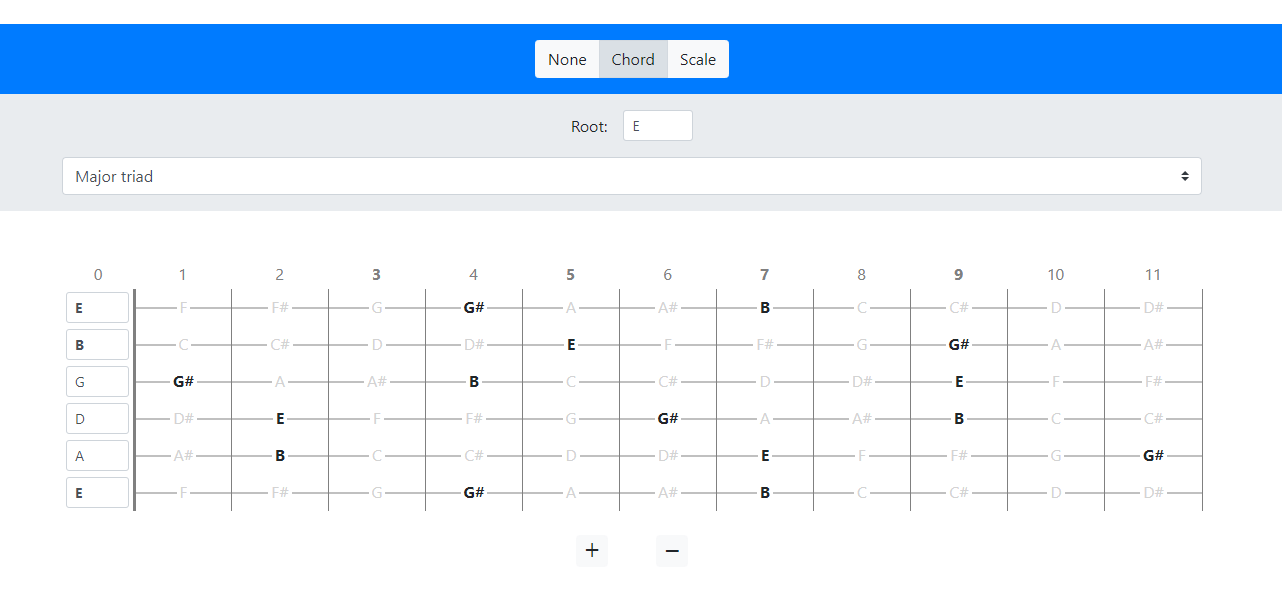 None Chord Scale
Root: E
Major triad
0 1 2 3 4 5 6 7 8 9 10 11
E F F# G G# A A# B C C# D D#
B C C# D D# E F F# G G# A A#
G G# A A# B C C# D D# E F F#
D D# E F F# G G# A A# B C C#
A A# B C C# D D# E F F# G G#
E F F# G G# A A# B C C# D D#
+ −